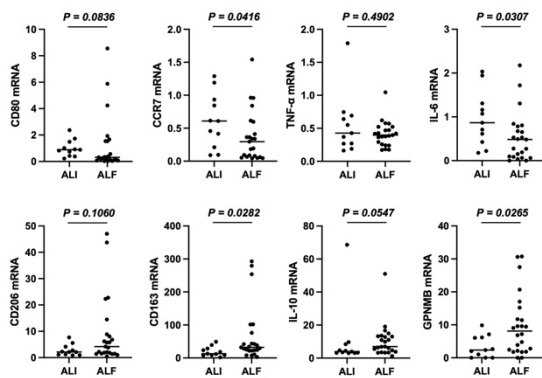 P = 0.0836
CD80 mRNA
10
8
6
4
2
0
ALI ALF
P = 0.0416
CCR7 mRNA
2.0
1.5
1.0
0.5
0.0
ALI ALF
P = 0.4902
TNF-α mRNA
2.0
1.5
1.0
0.5
0.0
ALI ALF
P = 0.0307
IL-6 mRNA
3
2
1
0
ALI ALF
P = 0.1060
CD206 mRNA
50
40
30
20
10
0
ALI ALF
P = 0.0282
CD163 mRNA
400
300
200
100
0
ALI ALF
P = 0.0547
IL-10 mRNA
80
60
40
20
0
ALI ALF
P = 0.0265
GPNMB mRNA
40
30
20
10
0
ALI ALF